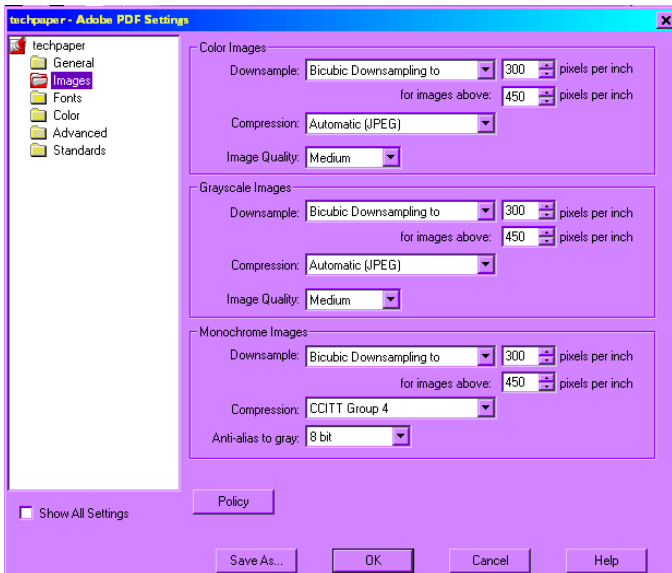 techpaper - Adobe PDF Settings
techpaper
General
Images
Fonts
Color
Advanced
Standards
Show All Settings
Color Images
Downsample: Bicubic Downsampling to 300 pixels per inch
for images above: 450 pixels per inch
Compression: Automatic (JPEG)
Image Quality: Medium
Grayscale Images
Downsample: Bicubic Downsampling to 300 pixels per inch
for images above: 450 pixels per inch
Compression: Automatic (JPEG)
Image Quality: Medium
Monochrome Images
Downsample: Bicubic Downsampling to 300 pixels per inch
for images above: 450 pixels per inch
Compression: CCITT Group 4
Anti-alias to gray: 8 bit
Policy
Save As... OK Cancel Help